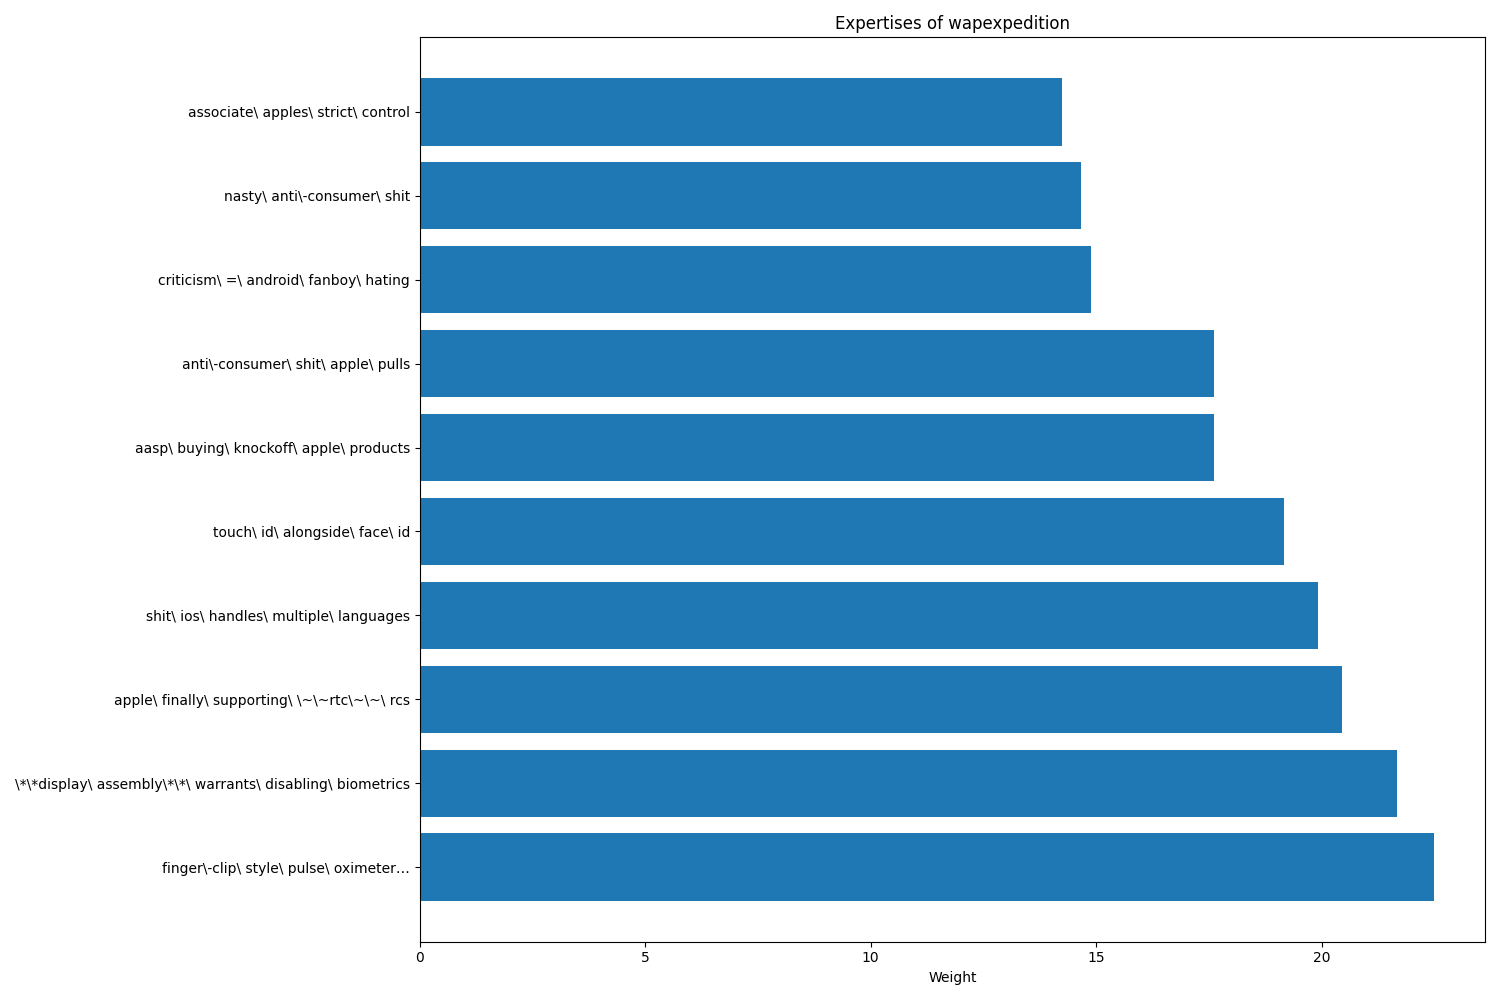 Expertises of wapexpedition
associate\ apples\ strict\ control
nasty\ anti\-consumer\ shit
criticism\ =\ android\ fanboy\ hating
anti\-consumer\ shit\ apple\ pulls
aasp\ buying\ knockoff\ apple\ products
touch\ id\ alongside\ face\ id
shit\ ios\ handles\ multiple\ languages
apple\ finally\ supporting\ \~\~rtc\~\~\ rcs
\*\*display\ assembly\*\*\ warrants\ disabling\ biometrics
finger\-clip\ style\ pulse\ oximeter…
0 5 10 15 20
Weight